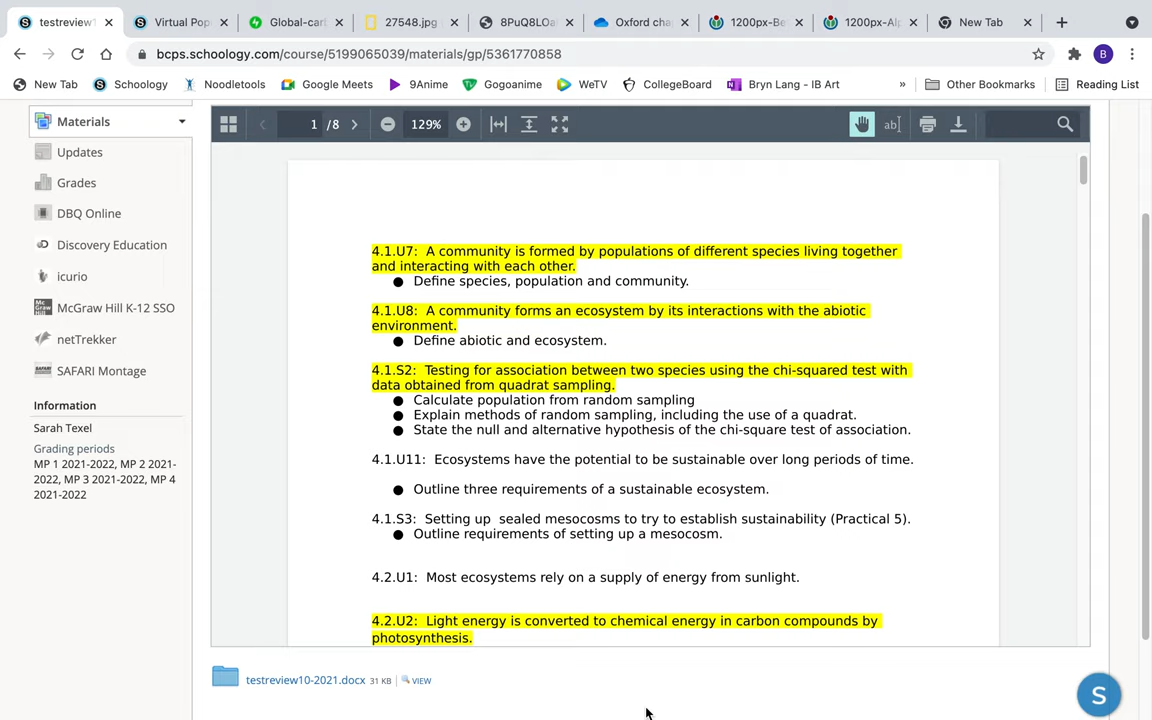 testreview1
Virtual Pop
Global-carb
27548.jpg
8PuQ8LOa
Oxford cha
1200px-Be
1200px-Alp
New Tab
bcps.schoology.com/course/5199065039/materials/gp/5361770858
B
New Tab
Schoology
Noodletools
Google Meets
9Anime
Gogoanime
WeTV
CollegeBoard
Bryn Lang - IB Art
»
Other Bookmarks
Reading List
Materials
Updates
Grades
DBQ Online
Discovery Education
icurio
McGraw Hill K-12 SSO
netTrekker
SAFARI Montage
Information
Sarah Texel
Grading periods
MP 1 2021-2022, MP 2 2021-
2022, MP 3 2021-2022, MP 4
2021-2022
1 /8
129%
ab
4.1.U7: A community is formed by populations of different species living together
and interacting with each other.
● Define species, population and community.
4.1.U8: A community forms an ecosystem by its interactions with the abiotic
environment.
● Define abiotic and ecosystem.
4.1.S2: Testing for association between two species using the chi-squared test with
data obtained from quadrat sampling.
● Calculate population from random sampling
● Explain methods of random sampling, including the use of a quadrat.
● State the null and alternative hypothesis of the chi-square test of association.
4.1.U11: Ecosystems have the potential to be sustainable over long periods of time.
● Outline three requirements of a sustainable ecosystem.
4.1.S3: Setting up sealed mesocosms to try to establish sustainability (Practical 5).
● Outline requirements of setting up a mesocosm.
4.2.U1: Most ecosystems rely on a supply of energy from sunlight.
4.2.U2: Light energy is converted to chemical energy in carbon compounds by
photosynthesis.
testreview10-2021.docx 31 KB VIEW
S